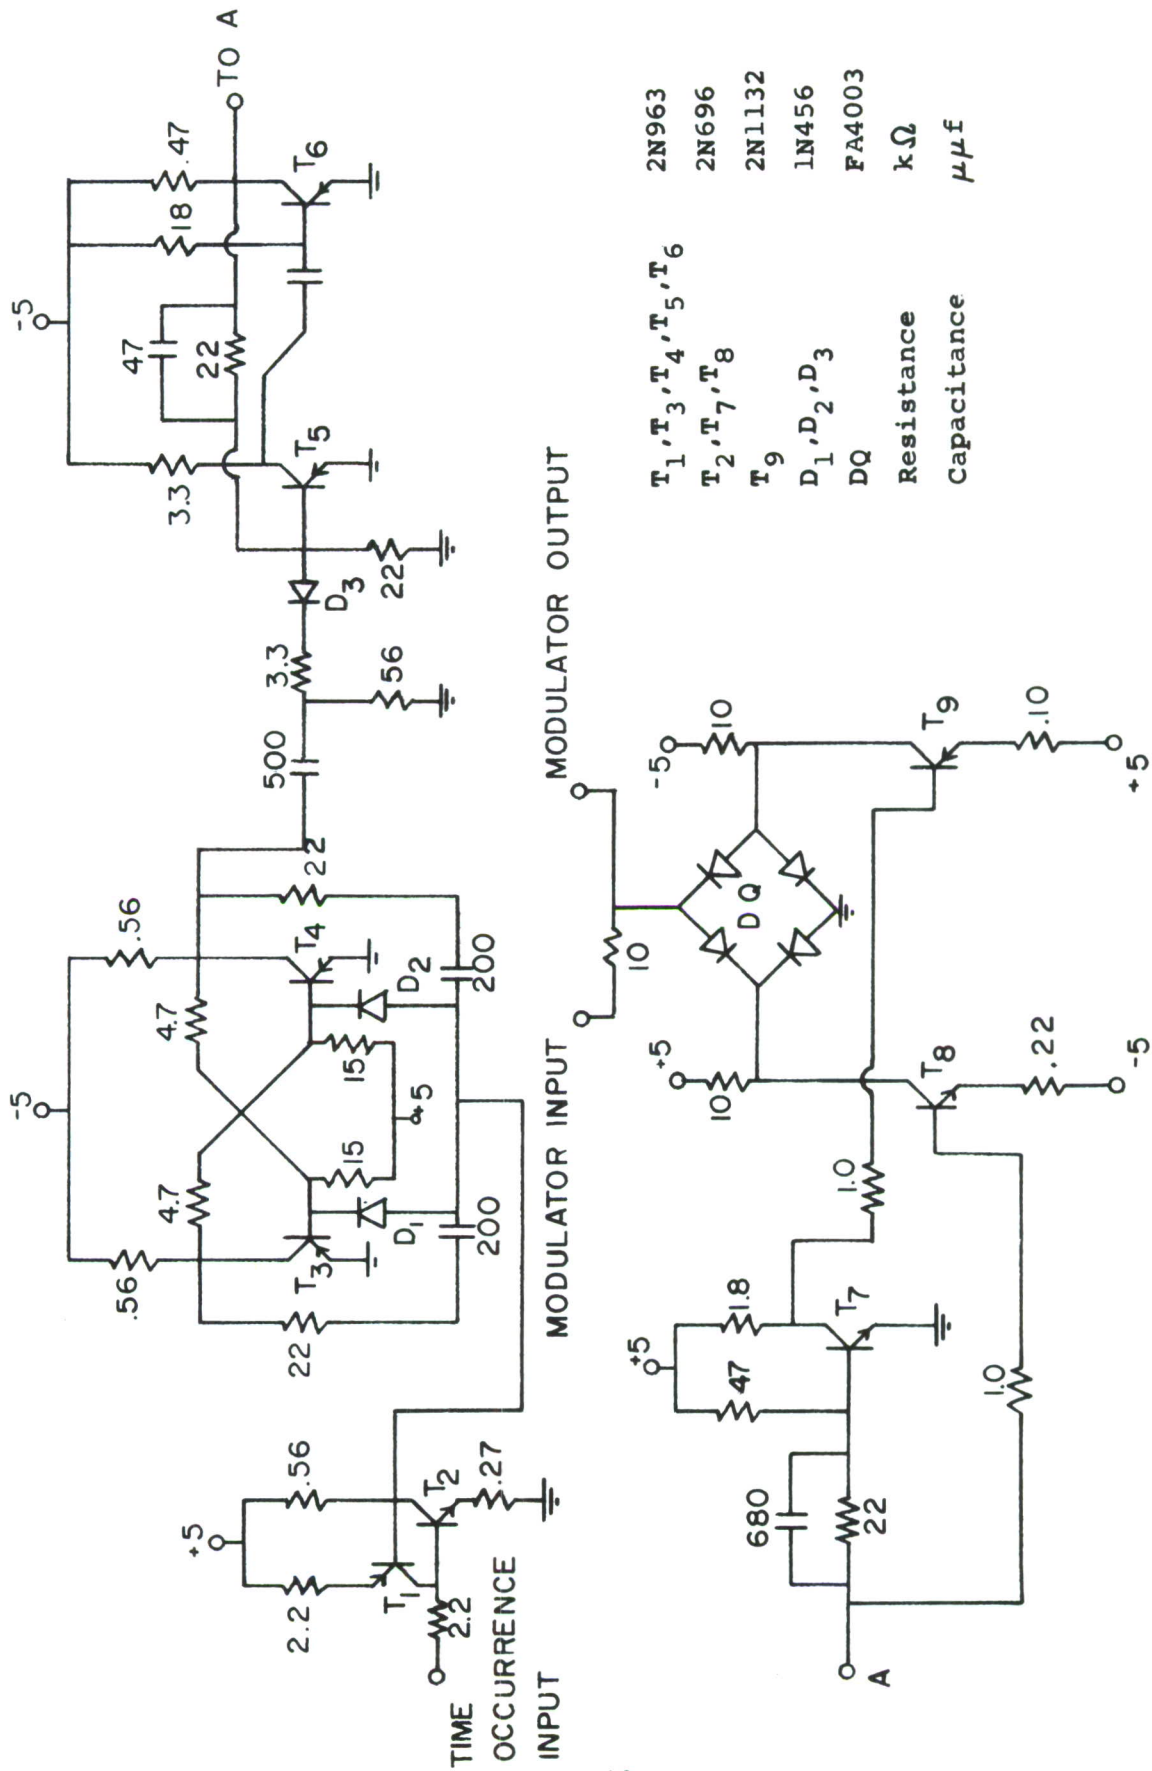 -5
-5
TO A
.56
.56
4.7
4.7
T3
T4
22
22
15
15
+5
D1
D2
200
200
500
3.3
56
D3
22
3.3
T5
47
22
18
.47
T6
+5
2.2
.56
T1
T2
2.2
.27
TIME
OCCURRENCE
INPUT
MODULATOR INPUT
MODULATOR OUTPUT
10
D Q
+5
10
-5
10
T8
.22
-5
T9
.10
+5
+5
47
1.8
T7
1.0
680
22
1.0
A
T1,T3,T4,T5,T6 2N963
T2,T7,T8 2N696
T9 2N1132
D1,D2,D3 1N456
DQ FA4003
Resistance kΩ
Capacitance μμf